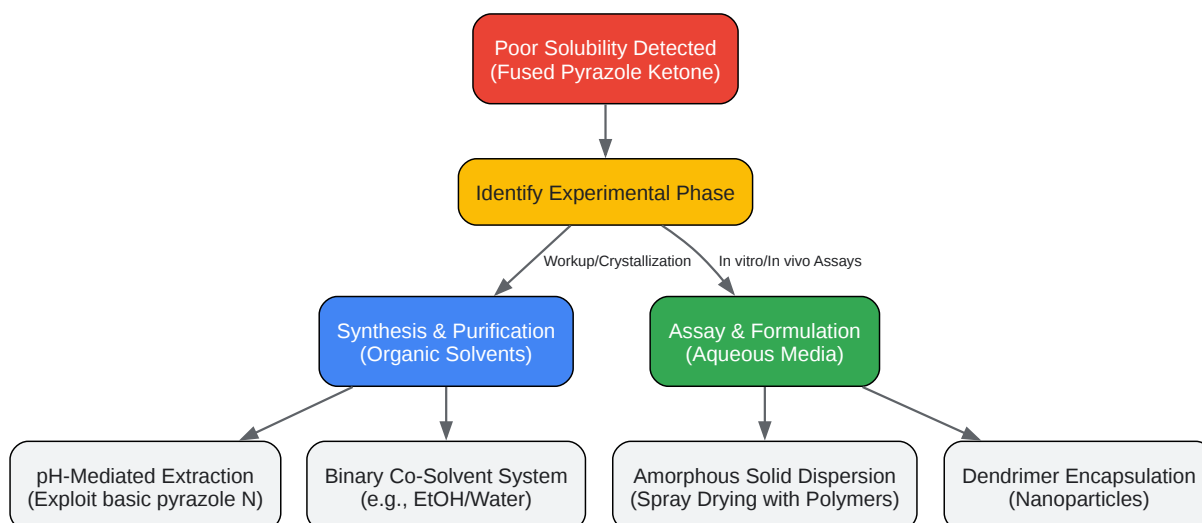 Poor Solubility Detected
(Fused Pyrazole Ketone)
Identify Experimental Phase
Workup/Crystallization
In vitro/In vivo Assays
Synthesis & Purification
(Organic Solvents)
Assay & Formulation
(Aqueous Media)
pH-Mediated Extraction
(Exploit basic pyrazole N)
Binary Co-Solvent System
(e.g., EtOH/Water)
Amorphous Solid Dispersion
(Spray Drying with Polymers)
Dendrimer Encapsulation
(Nanoparticles)